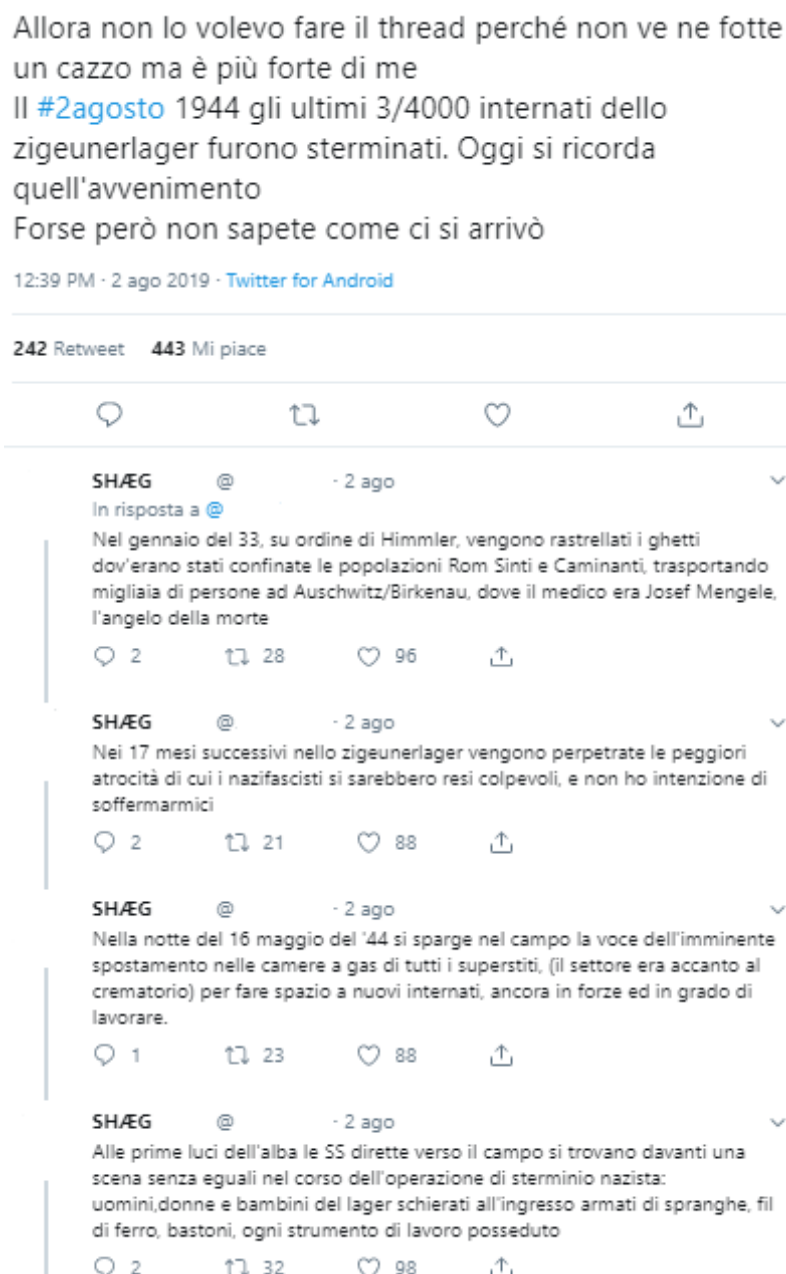 Allora non lo volevo fare il thread perché non ve ne fotte
un cazzo ma è più forte di me
Il #2agosto 1944 gli ultimi 3/4000 internati dello
zigeunerlager furono sterminati. Oggi si ricorda
quell'avvenimento
Forse però non sapete come ci si arrivò
12:39 PM · 2 ago 2019 · Twitter for Android
242 Retweet 443 Mi piace
SHÆG @ · 2 ago
In risposta a @
Nel gennaio del 33, su ordine di Himmler, vengono rastrellati i ghetti
dov'erano stati confinate le popolazioni Rom Sinti e Caminanti, trasportando
migliaia di persone ad Auschwitz/Birkenau, dove il medico era Josef Mengele,
l'angelo della morte
2 28 96
SHÆG @ · 2 ago
Nei 17 mesi successivi nello zigeunerlager vengono perpetrate le peggiori
atrocità di cui i nazifascisti si sarebbero resi colpevoli, e non ho intenzione di
soffermarmici
2 21 88
SHÆG @ · 2 ago
Nella notte del 16 maggio del '44 si sparge nel campo la voce dell'imminente
spostamento nelle camere a gas di tutti i superstiti, (il settore era accanto al
crematorio) per fare spazio a nuovi internati, ancora in forze ed in grado di
lavorare.
1 23 88
SHÆG @ · 2 ago
Alle prime luci dell'alba le SS dirette verso il campo si trovano davanti una
scena senza eguali nel corso dell'operazione di sterminio nazista:
uomini,donne e bambini del lager schierati all'ingresso armati di spranghe, fil
di ferro, bastoni, ogni strumento di lavoro posseduto
2 32 98